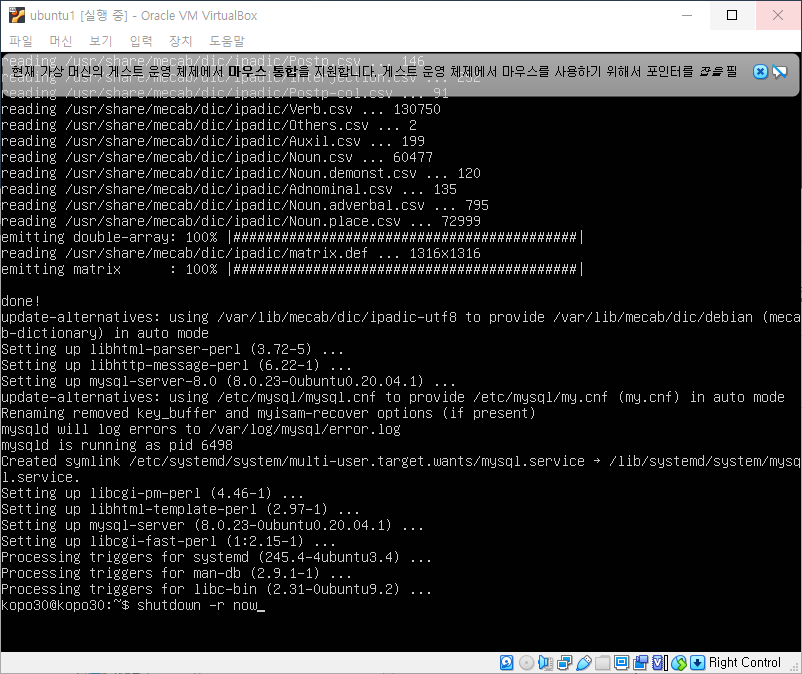 ubuntu1 [실행 중] - Oracle VM VirtualBox
파일 머신 보기 입력 장치 도움말
현재 가상 머신의 게스트 운영 체제에서 마우스 통합을 지원합니다. 게스트 운영 체제에서 마우스를 사용하기 위해서 포인터를 잡을 필
reading /usr/share/mecab/dic/ipadic/Postp-col.csv ... 91
reading /usr/share/mecab/dic/ipadic/Verb.csv ... 130750
reading /usr/share/mecab/dic/ipadic/Others.csv ... 2
reading /usr/share/mecab/dic/ipadic/Auxil.csv ... 199
reading /usr/share/mecab/dic/ipadic/Noun.csv ... 60477
reading /usr/share/mecab/dic/ipadic/Noun.demonst.csv ... 120
reading /usr/share/mecab/dic/ipadic/Adnominal.csv ... 135
reading /usr/share/mecab/dic/ipadic/Noun.adverbal.csv ... 795
reading /usr/share/mecab/dic/ipadic/Noun.place.csv ... 72999
emitting double-array: 100% |###########################################|
reading /usr/share/mecab/dic/ipadic/matrix.def ... 1316x1316
emitting matrix      : 100% |###########################################|
done!
update-alternatives: using /var/lib/mecab/dic/ipadic-utf8 to provide /var/lib/mecab/dic/debian (meca
b-dictionary) in auto mode
Setting up libhtml-parser-perl (3.72-5) ...
Setting up libhttp-message-perl (6.22-1) ...
Setting up mysql-server-8.0 (8.0.23-0ubuntu0.20.04.1) ...
update-alternatives: using /etc/mysql/mysql.cnf to provide /etc/mysql/my.cnf (my.cnf) in auto mode
Renaming removed key_buffer and myisam-recover options (if present)
mysqld will log errors to /var/log/mysql/error.log
mysqld is running as pid 6498
Created symlink /etc/systemd/system/multi-user.target.wants/mysql.service → /lib/systemd/system/mysq
l.service.
Setting up libcgi-pm-perl (4.46-1) ...
Setting up libhtml-template-perl (2.97-1) ...
Setting up mysql-server (8.0.23-0ubuntu0.20.04.1) ...
Setting up libcgi-fast-perl (1:2.15-1) ...
Processing triggers for systemd (245.4-4ubuntu3.4) ...
Processing triggers for man-db (2.9.1-1) ...
Processing triggers for libc-bin (2.31-0ubuntu9.2) ...
kopo30@kopo30:~$ shutdown -r now_
Right Control